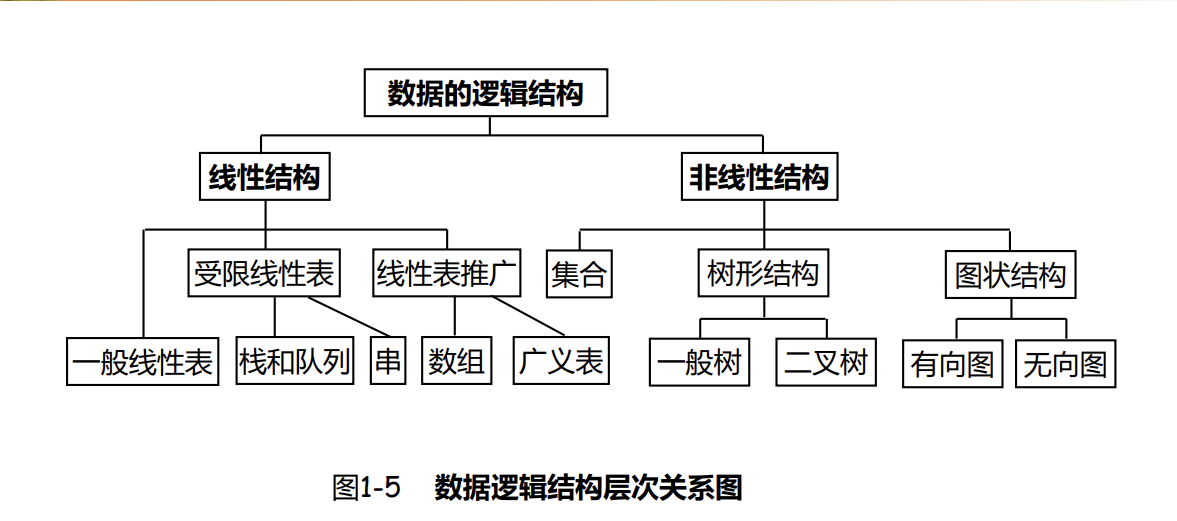 数据的逻辑结构
线性结构
非线性结构
受限线性表
线性表推广
集合
树形结构
图状结构
一般线性表
栈和队列
串
数组
广义表
一般树
二叉树
有向图
无向图
图1-5 数据逻辑结构层次关系图